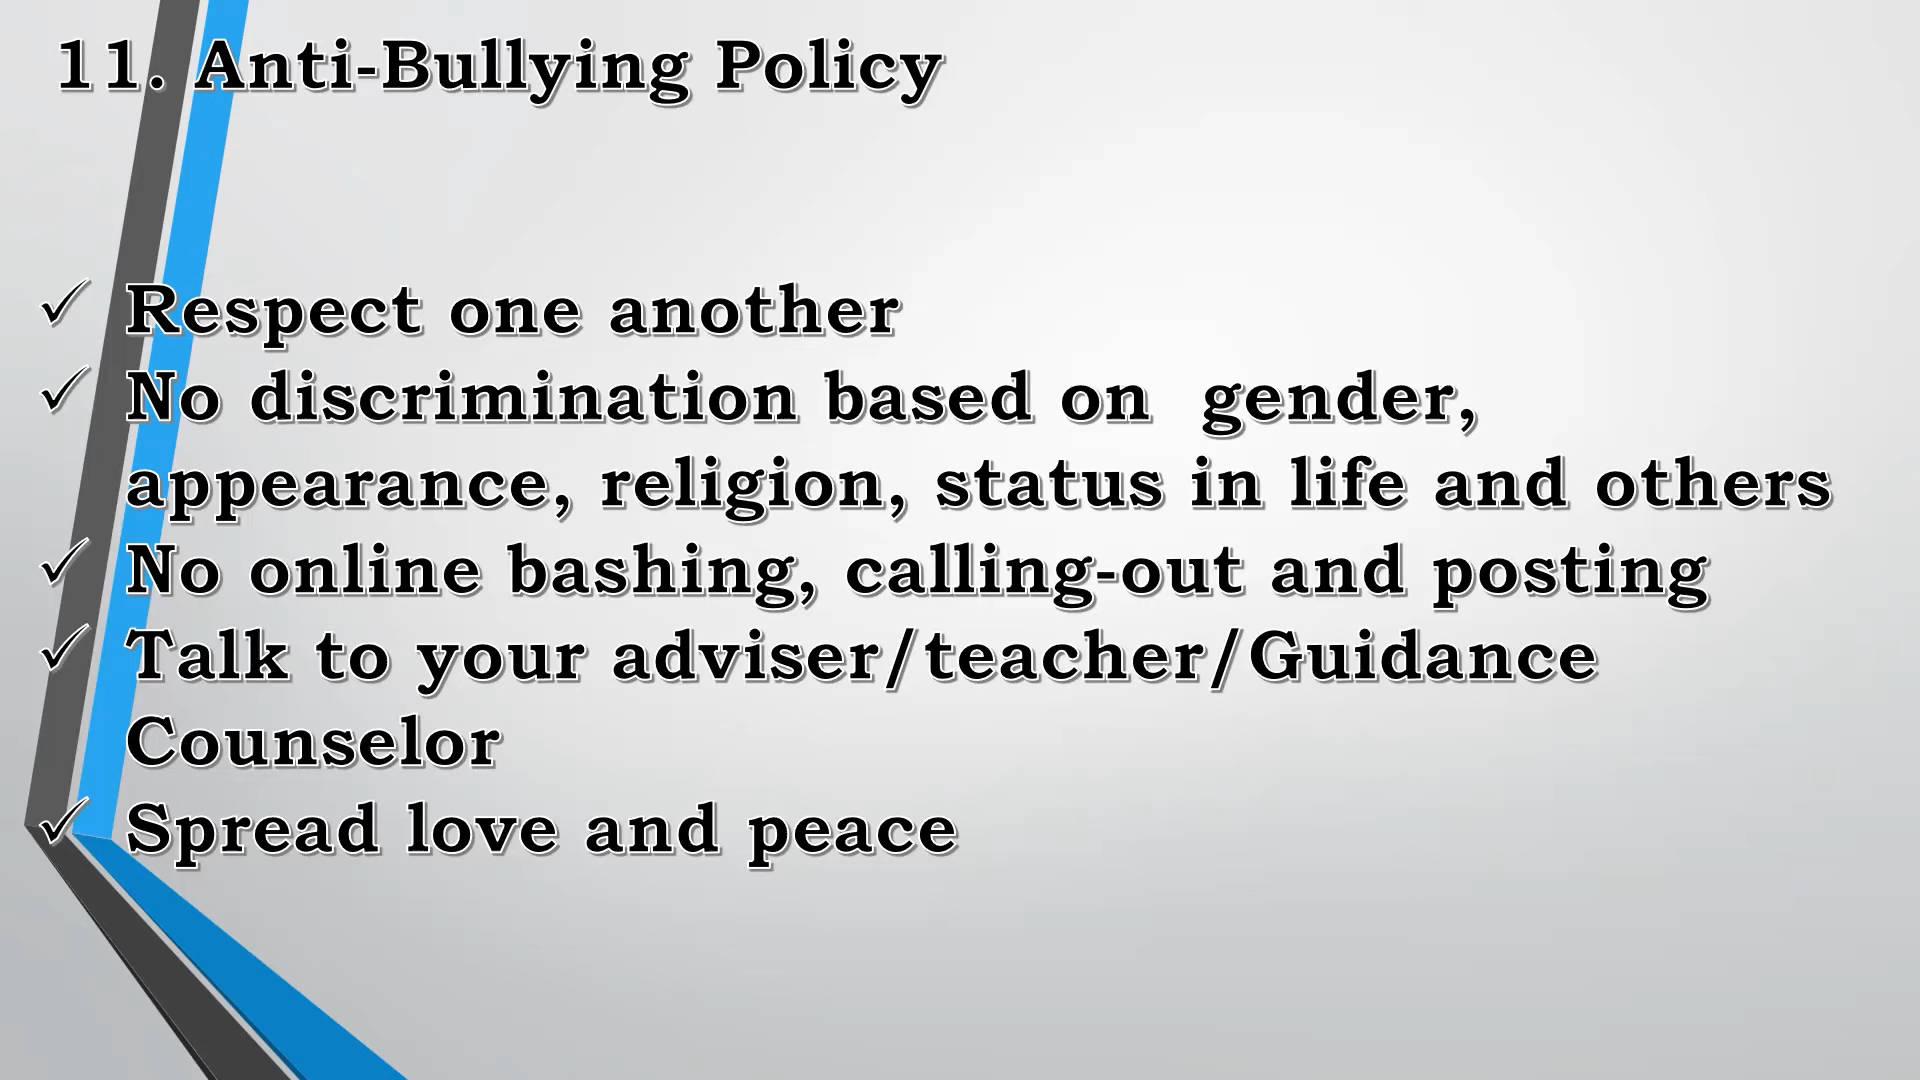 11. Anti-Bullying Policy
✓ Respect one another
✓ No discrimination based on  gender,
appearance, religion, status in life and others
✓ No online bashing, calling-out and posting
✓ Talk to your adviser/teacher/Guidance
Counselor
✓ Spread love and peace